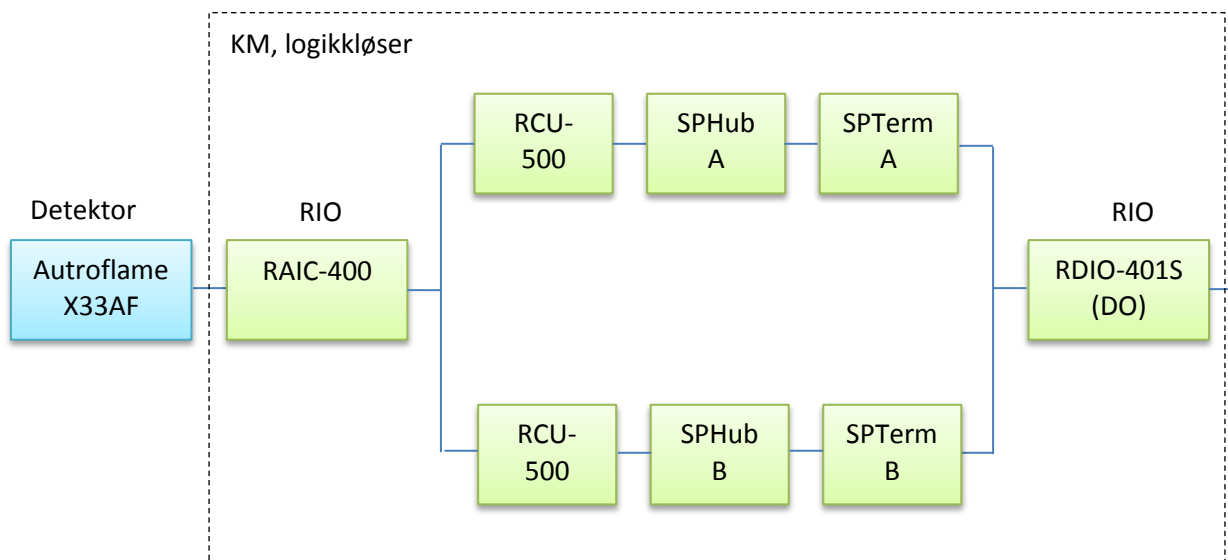 KM, logikkløser
RCU-
500
SPHub
A
SPTerm
A
Detektor
RIO
RIO
Autroflame
X33AF
RAIC-400
RDIO-401S
(DO)
RCU-
500
SPHub
B
SPTerm
B